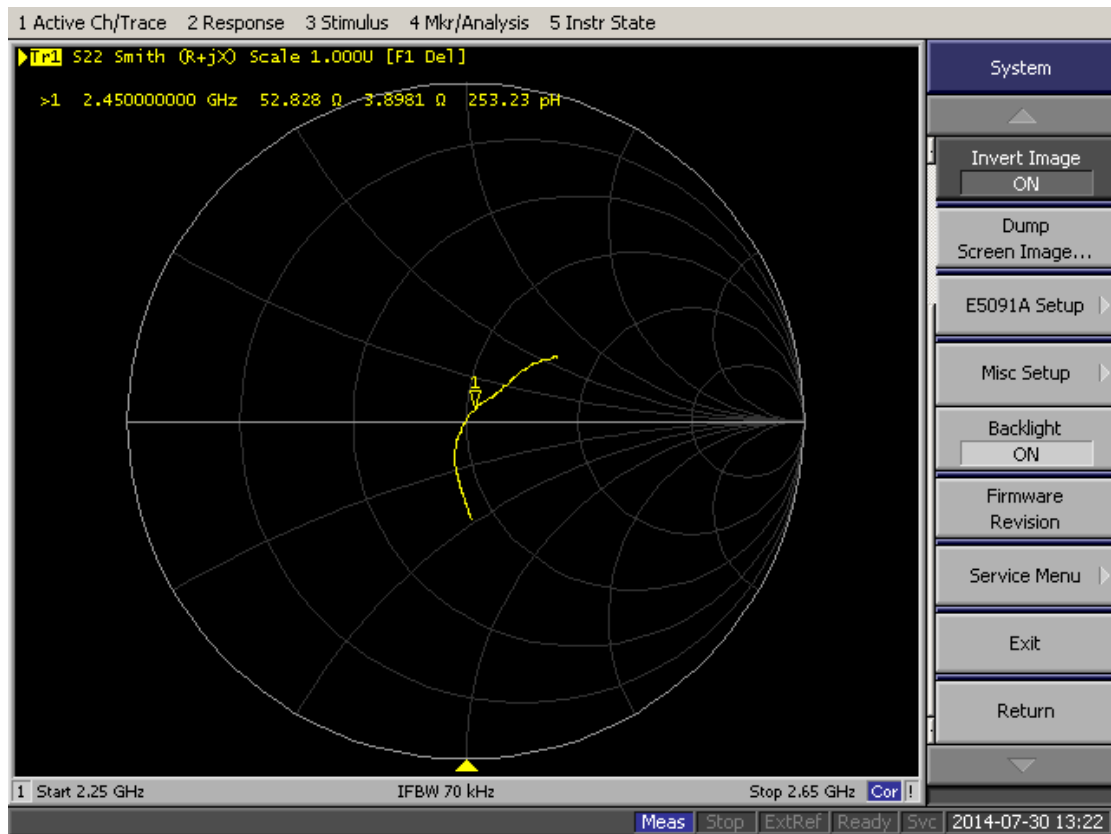 1 Active Ch/Trace 2 Response 3 Stimulus 4 Mkr/Analysis 5 Instr State
Tr1 S22 Smith (R+jX) Scale 1.000U [F1 Del]
>1 2.450000000 GHz 52.828 Ω 3.8981 Ω 253.23 pH
1
System
Invert Image
ON
Dump
Screen Image...
E5091A Setup
Misc Setup
Backlight
ON
Firmware
Revision
Service Menu
Exit
Return
1 Start 2.25 GHz IFBW 70 kHz Stop 2.65 GHz Cor !
Meas Stop ExtRef Ready Svc 2014-07-30 13:22